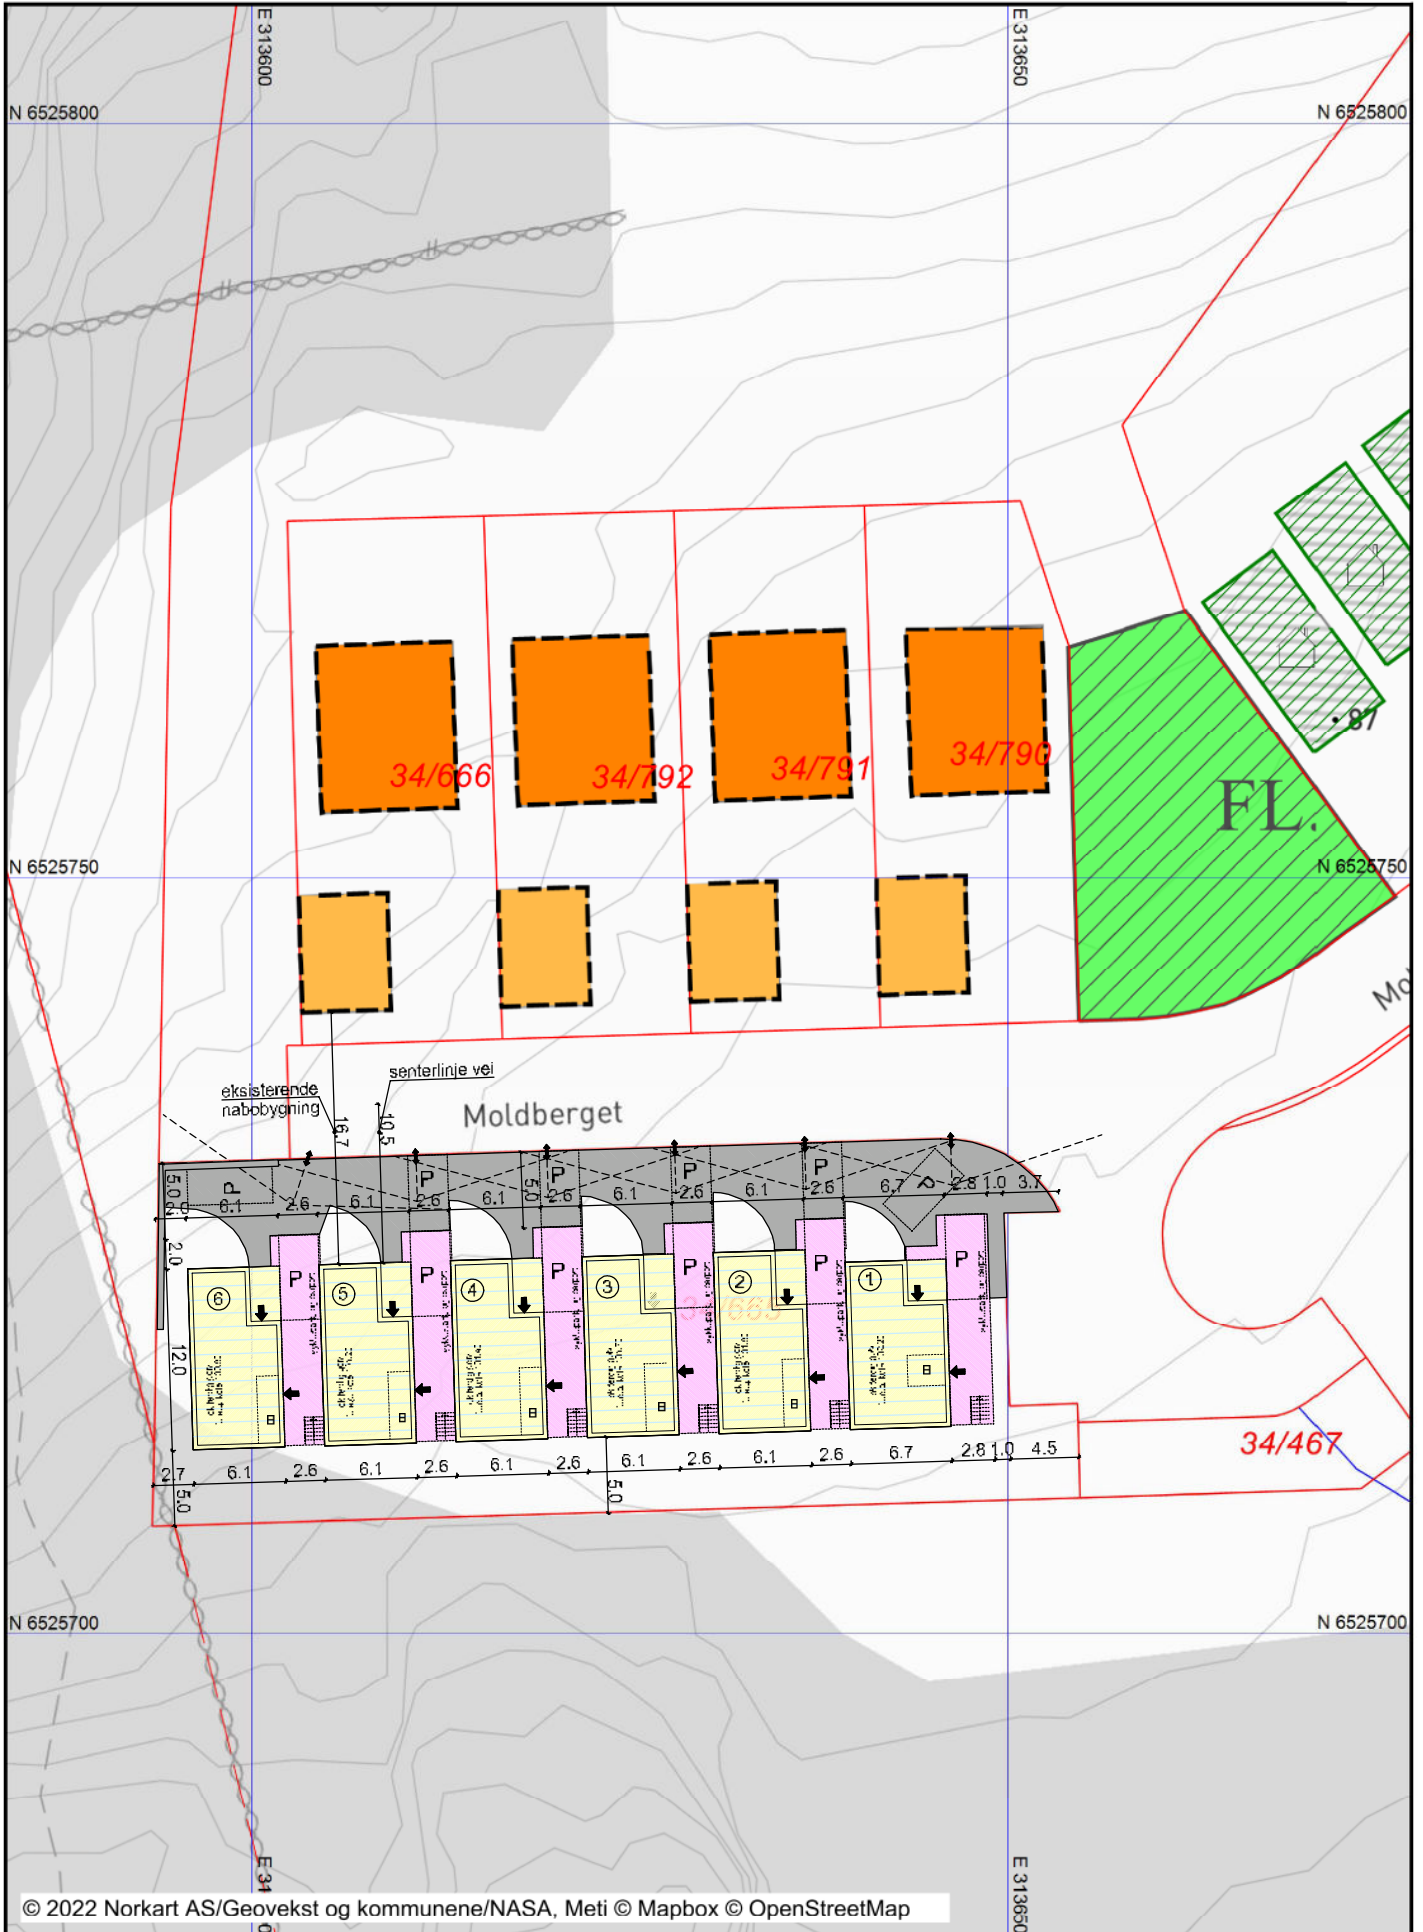 E 313600
E 313650
N 6525800
N 6525800
34/666
34/792
34/791
34/790
87
FL.
N 6525750
N 6525750
senterlinje vei
eksisterende
nabobygning
16.7
10.5
Moldberget
5.0
P
P
P
P
P
P
5.0
6.1
2.6
6.1
2.6
6.1
2.6
6.1
2.6
6.1
2.6
6.7
2.8
1.0
3.7
2.0
P
P
P
P
P
P
6
5
4
3
2
1
34/665
12.0
34/467
2.7
6.1
2.6
6.1
2.6
6.1
2.6
6.1
2.6
6.1
2.6
6.7
2.8
1.0
4.5
5.0
5.0
N 6525700
N 6525700
E 313650
© 2022 Norkart AS/Geovekst og kommunene/NASA, Meti © Mapbox © OpenStreetMap